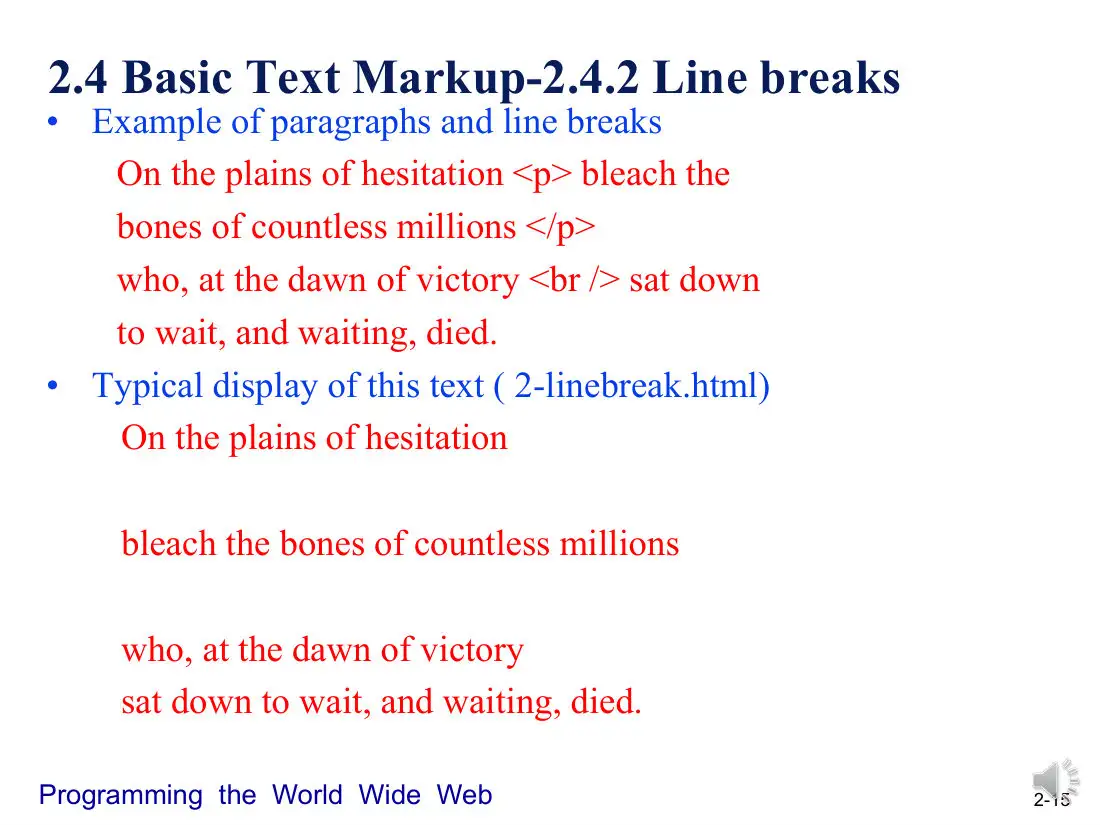 2.4 Basic Text Markup-2.4.2 Line breaks
• Example of paragraphs and line breaks
On the plains of hesitation <p> bleach the
bones of countless millions </p>
who, at the dawn of victory <br /> sat down
to wait, and waiting, died.
• Typical display of this text ( 2-linebreak.html)
On the plains of hesitation
bleach the bones of countless millions
who, at the dawn of victory
sat down to wait, and waiting, died.
Programming the World Wide Web
2-15